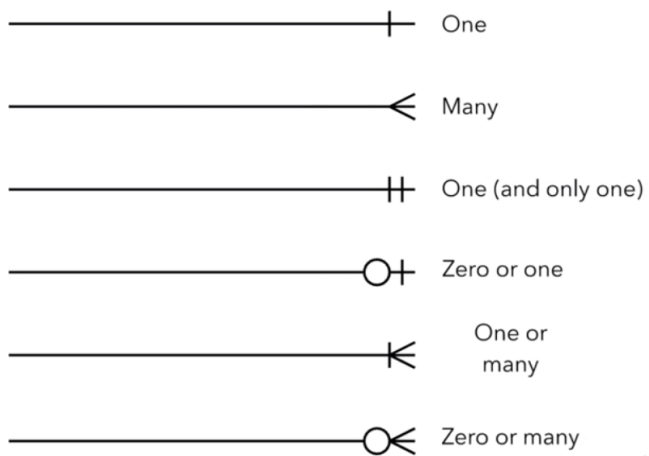 One
Many
One (and only one)
Zero or one
One or
many
Zero or many